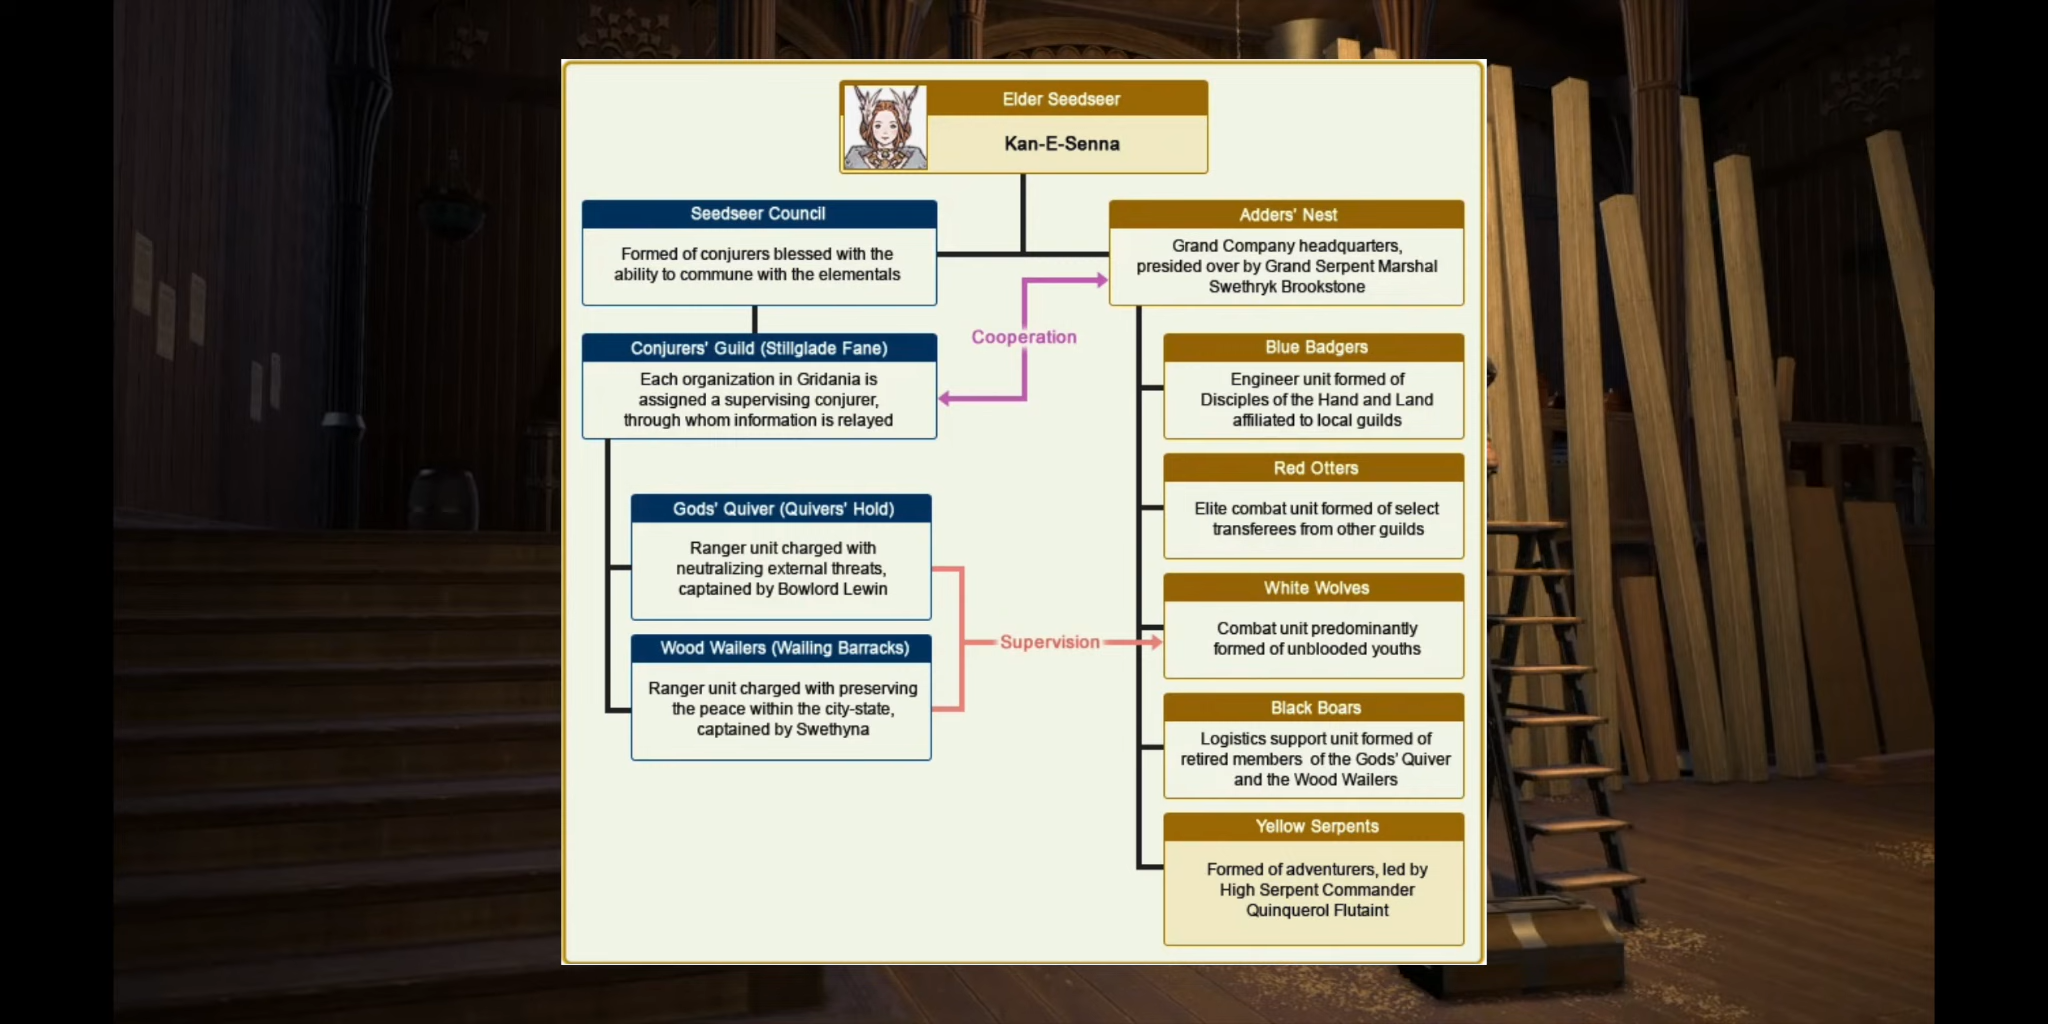 Elder Seedseer
Kan-E-Senna
Seedseer Council
Formed of conjurers blessed with the
ability to commune with the elementals
Adders' Nest
Grand Company headquarters,
presided over by Grand Serpent Marshal
Swethryk Brookstone
Cooperation
Conjurers' Guild (Stillglade Fane)
Each organization in Gridania is
assigned a supervising conjurer,
through whom information is relayed
Blue Badgers
Engineer unit formed of
Disciples of the Hand and Land
affiliated to local guilds
Red Otters
Elite combat unit formed of select
transferees from other guilds
Gods' Quiver (Quivers' Hold)
Ranger unit charged with
neutralizing external threats,
captained by Bowlord Lewin
Wood Wailers (Wailing Barracks)
Ranger unit charged with preserving
the peace within the city-state,
captained by Swethyna
Supervision
White Wolves
Combat unit predominantly
formed of unblooded youths
Black Boars
Logistics support unit formed of
retired members of the Gods' Quiver
and the Wood Wailers
Yellow Serpents
Formed of adventurers, led by
High Serpent Commander
Quinquerol Flutaint